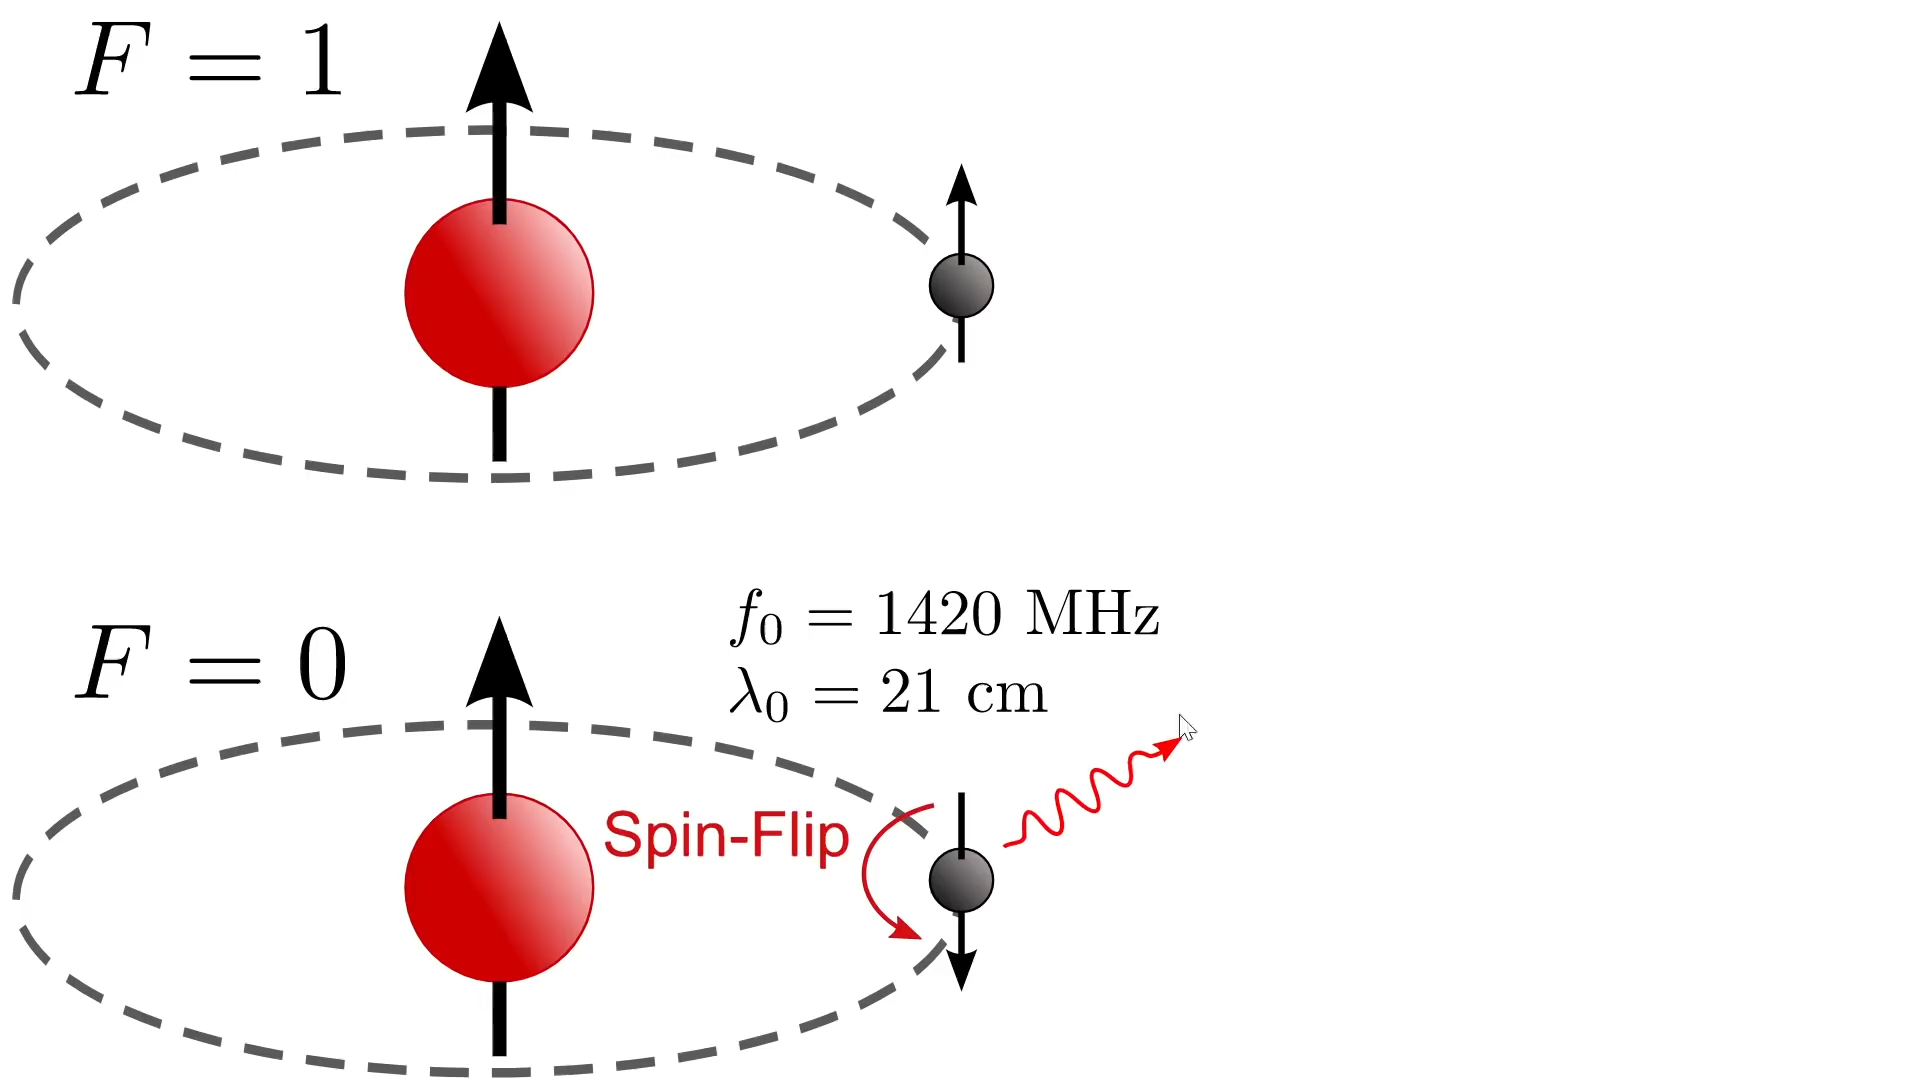 F = 1
F = 0
f₀ = 1420 MHz
λ₀ = 21 cm
Spin-Flip